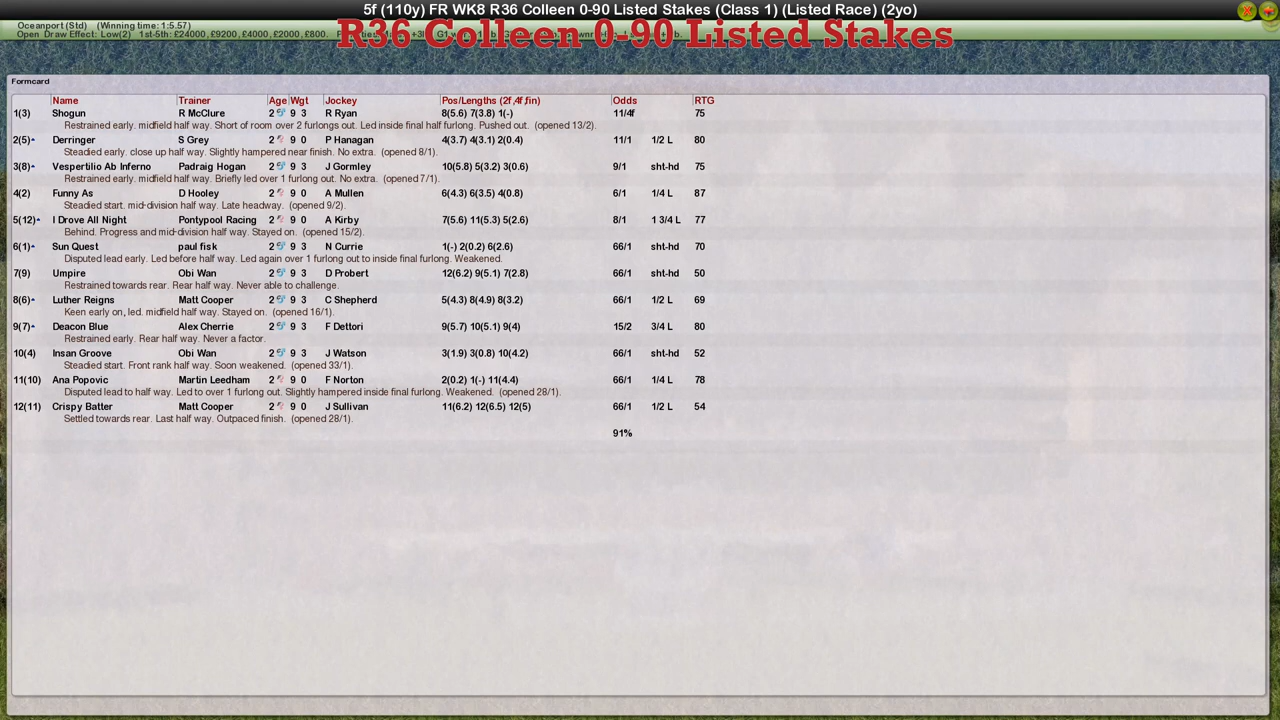 5f (110y) FR WK8 R36 Colleen 0-90 Listed Stakes (Class 1) (Listed Race) (2yo)
Oceanport (Std) (Winning time: 1:5.57)
R36 Colleen 0-90 Listed Stakes
Open Draw Effect: Low(2) 1st-5th: £24000, £9200, £4000, £2000, £800.
Formcard
Name Trainer Age Wgt Jockey Pos/Lengths (2f,4f,fin) Odds RTG
1(3) Shogun R McClure 2 9 3 R Ryan 8(5.6) 7(3.8) 1(-) 11/4f 75
Restrained early. midfield half way. Short of room over 2 furlongs out. Led inside final half furlong. Pushed out. (opened 13/2).
2(5) Derringer S Grey 2 9 0 P Hanagan 4(3.7) 4(3.1) 2(0.4) 11/1 1/2 L 80
Steadied early. close up half way. Slightly hampered near finish. No extra. (opened 8/1).
3(8) Vespertilio Ab Inferno Padraig Hogan 2 9 3 J Gormley 10(5.8) 5(3.2) 3(0.6) 9/1 sht-hd 75
Restrained early. midfield half way. Briefly led over 1 furlong out. No extra. (opened 7/1).
4(2) Funny As D Hooley 2 9 0 A Mullen 6(4.3) 6(3.5) 4(0.8) 6/1 1/4 L 87
Steadied start. mid-division half way. Late headway. (opened 9/2).
5(12) I Drove All Night Pontypool Racing 2 9 0 A Kirby 7(5.6) 11(5.3) 5(2.6) 8/1 1 3/4 L 77
Behind. Progress and mid-division half way. Stayed on. (opened 15/2).
6(1) Sun Quest paul fisk 2 9 3 N Currie 1(-) 2(0.2) 6(2.6) 66/1 sht-hd 70
Disputed lead early. Led before half way. Led again over 1 furlong out to inside final furlong. Weakened.
7(9) Umpire Obi Wan 2 9 3 D Probert 12(6.2) 9(5.1) 7(2.8) 66/1 sht-hd 50
Restrained towards rear. Rear half way. Never able to challenge.
8(6) Luther Reigns Matt Cooper 2 9 3 C Shepherd 5(4.3) 8(4.9) 8(3.2) 66/1 1/2 L 69
Keen early on, led. midfield half way. Stayed on. (opened 16/1).
9(7) Deacon Blue Alex Cherrie 2 9 3 F Dettori 9(5.7) 10(5.1) 9(4) 15/2 3/4 L 80
Restrained early. Rear half way. Never a factor.
10(4) Insan Groove Obi Wan 2 9 3 J Watson 3(1.9) 3(0.8) 10(4.2) 66/1 sht-hd 52
Steadied start. Front rank half way. Soon weakened. (opened 33/1).
11(10) Ana Popovic Martin Leedham 2 9 0 F Norton 2(0.2) 1(-) 11(4.4) 66/1 1/4 L 78
Disputed lead to half way. Led to over 1 furlong out. Slightly hampered inside final furlong. Weakened. (opened 28/1).
12(11) Crispy Batter Matt Cooper 2 9 0 J Sullivan 11(6.2) 12(6.5) 12(5) 66/1 1/2 L 54
Settled towards rear. Last half way. Outpaced finish. (opened 28/1).
91%